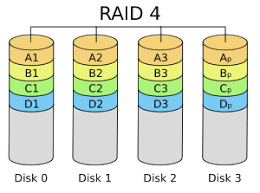 RAID 4
A1 A2 A3 Ap
B1 B2 B3 Bp
C1 C2 C3 Cp
D1 D2 D3 Dp
Disk 0 Disk 1 Disk 2 Disk 3